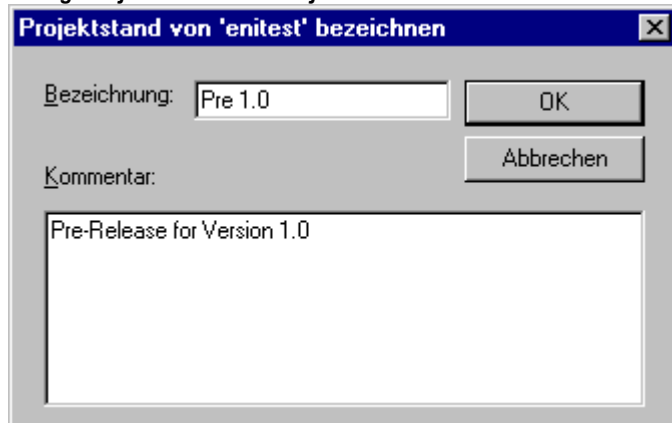 Projektstand von 'enitest' bezeichnen
Bezeichnung: Pre 1.0
OK
Abbrechen
Kommentar:
Pre-Release for Version 1.0